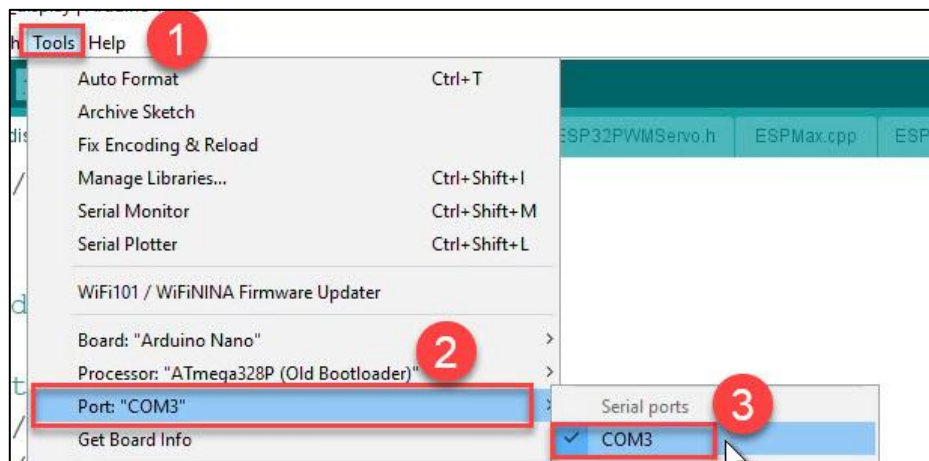 Tools Help
1
Auto Format Ctrl+T
Archive Sketch
Fix Encoding & Reload
ESP32PWMServo.h ESPMax.cpp ESP
Manage Libraries... Ctrl+Shift+I
Serial Monitor Ctrl+Shift+M
Serial Plotter Ctrl+Shift+L
WiFi101 / WiFiNINA Firmware Updater
Board: "Arduino Nano" >
2
Processor: "ATmega328P (Old Bootloader)" >
Port: "COM3"
Serial ports
3
Get Board Info
✓ COM3